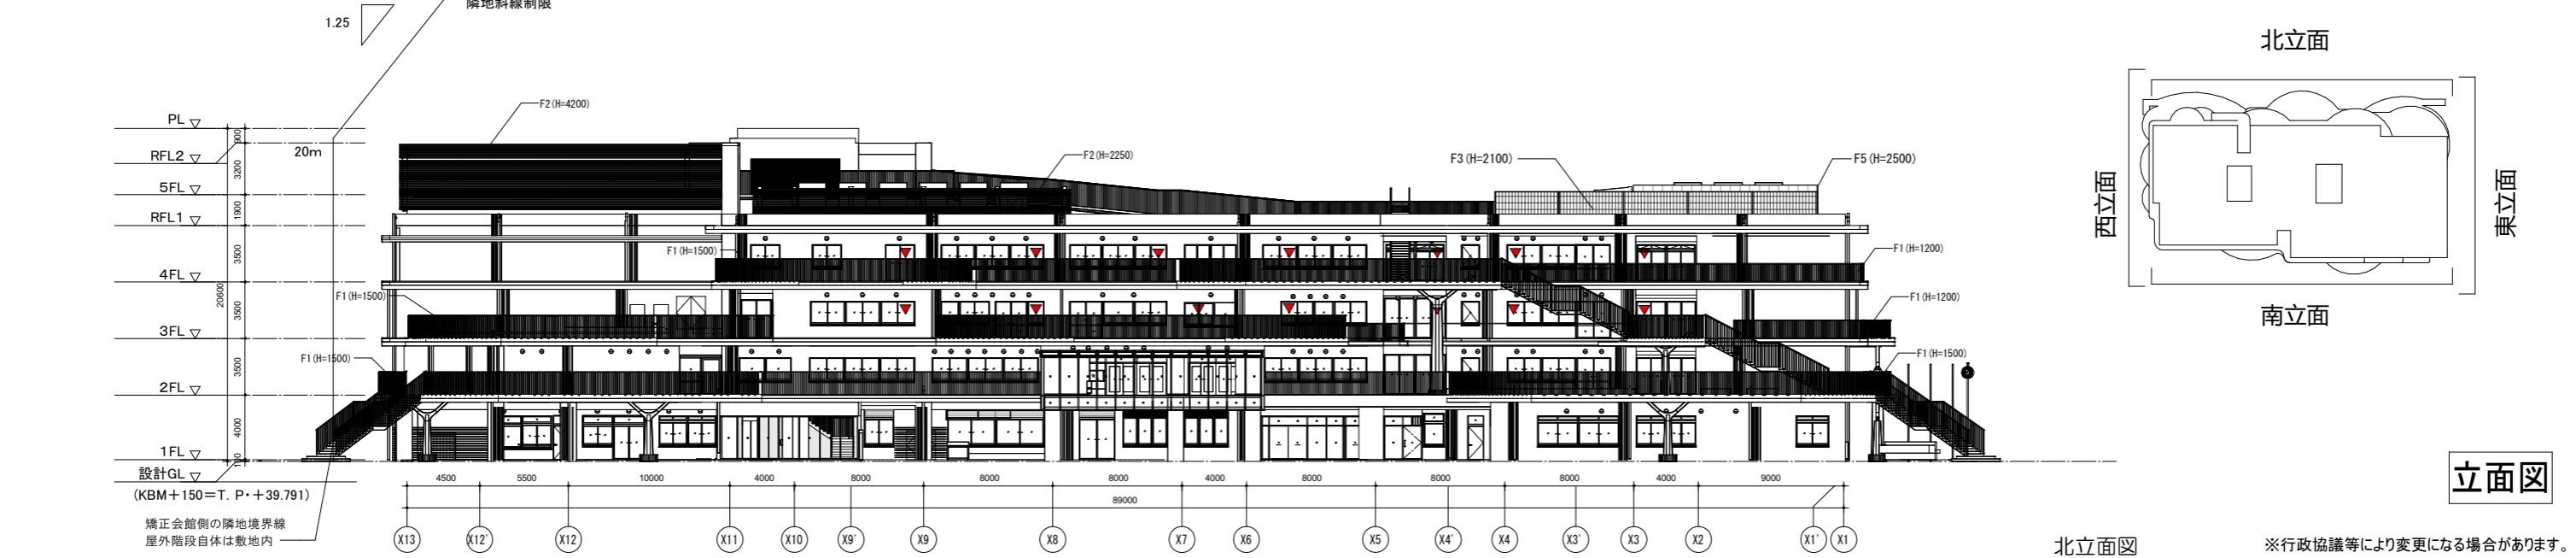 隣地斜線制限
1.25
北立面
西立面
東立面
南立面
F2(H=4200)
PL
900
20m
RFL2
3200
F2(H=2250)
F3(H=2100)
F5(H=2500)
5FL
1900
RFL1
F1(H=1500)
F1(H=1200)
3500
4FL
20600
F1(H=1500)
F1(H=1200)
3500
3FL
F1(H=1500)
F1(H=1500)
3500
2FL
4000
1FL
設計GL
(KBM+150=T. P・+39.791)
矯正会館側の隣地境界線
屋外階段自体は敷地内
4500 5500 10000 4000 8000 8000 8000 4000 8000 8000 8000 4000 9000
89000
X13 X12' X12 X11 X10 X9' X9 X8 X7 X6 X5 X4' X4 X3' X3 X2 X1' X1
立面図
北立面図
※行政協議等により変更になる場合があります。